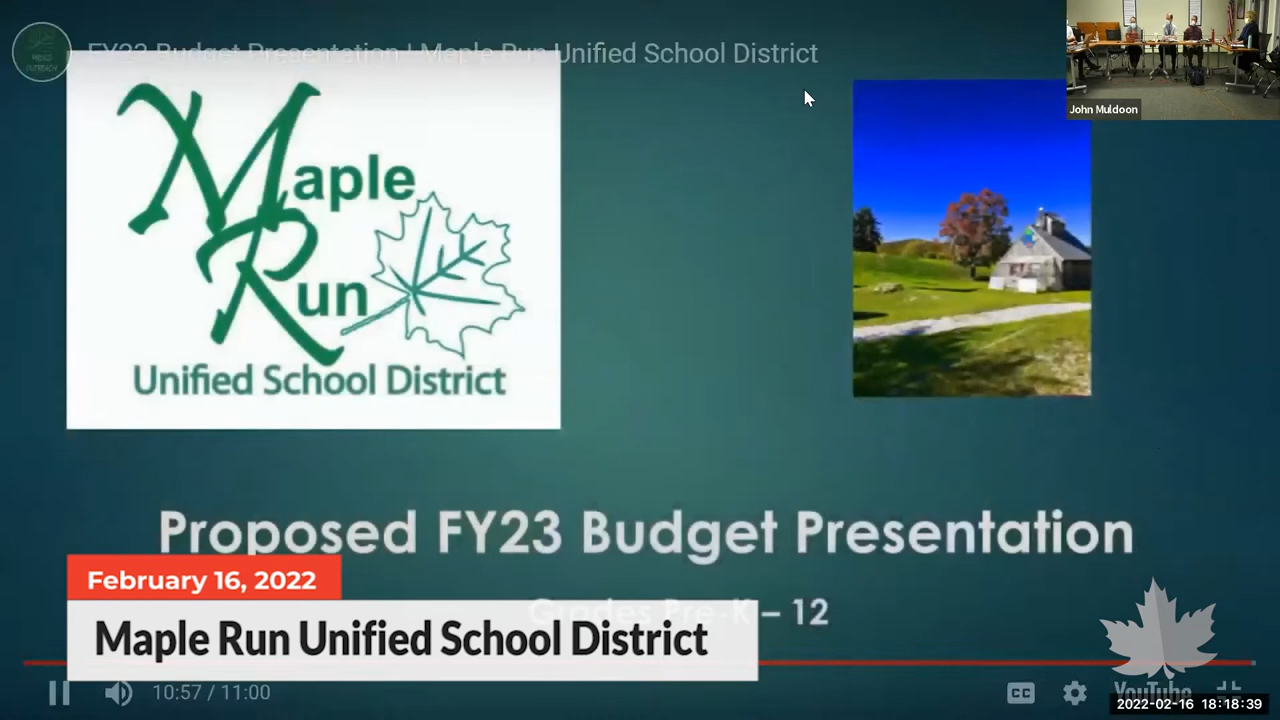 FY23 Budget Presentation | Maple Run Unified School District
John Muldoon
Maple
Run
Unified School District
Proposed FY23 Budget Presentation
Grades Pre-K – 12
February 16, 2022
Maple Run Unified School District
10:57 / 11:00
CC
YouTube
2022-02-16 18:18:39